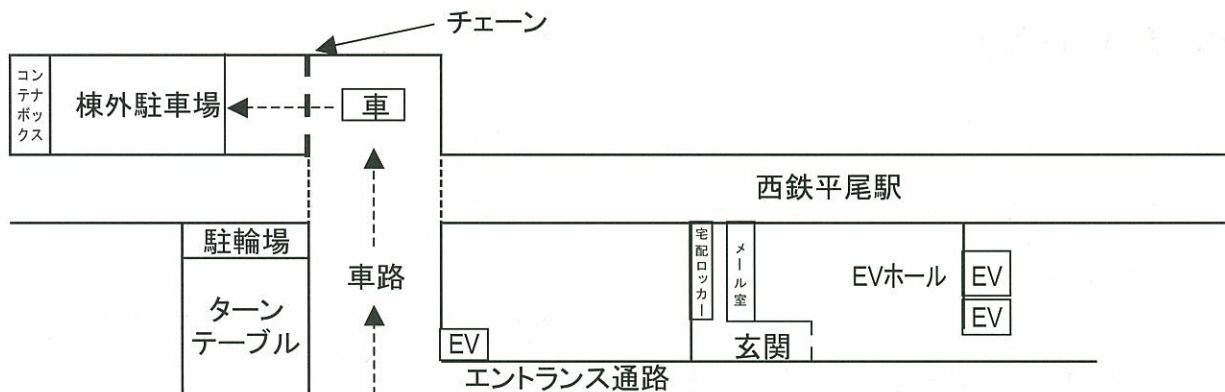 チェーン
コンテナボックス
棟外駐車場
車
西鉄平尾駅
駐輪場
宅配ロッカー
メール室
車路
EVホール
EV
EV
ターン
テーブル
EV
玄関
エントランス通路